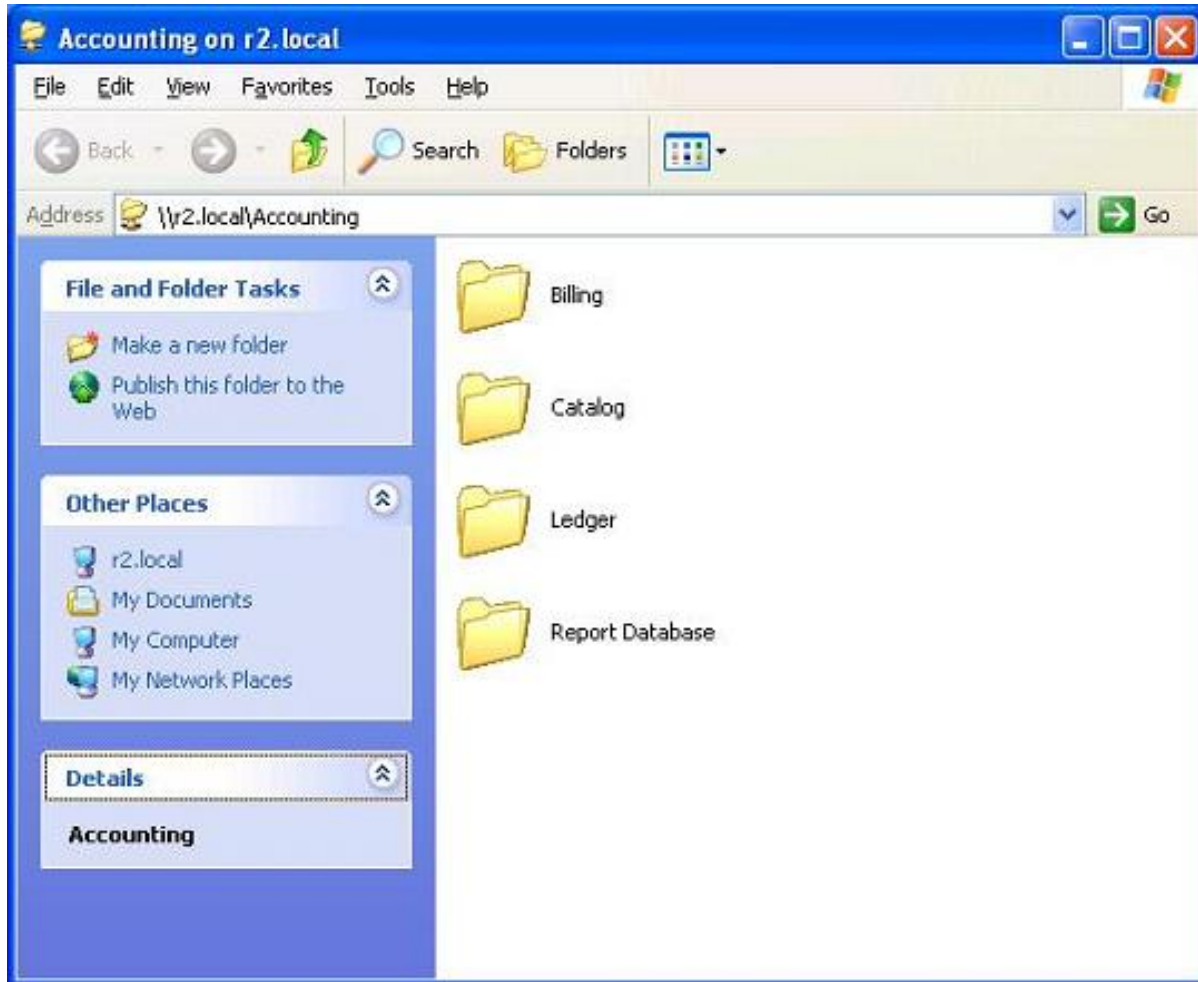 Accounting on r2.local
File Edit View Favorites Tools Help
Back Search Folders
Address \\r2.local\Accounting Go
File and Folder Tasks
Make a new folder
Publish this folder to the
Web
Other Places
r2.local
My Documents
My Computer
My Network Places
Details
Accounting
Billing
Catalog
Ledger
Report Database